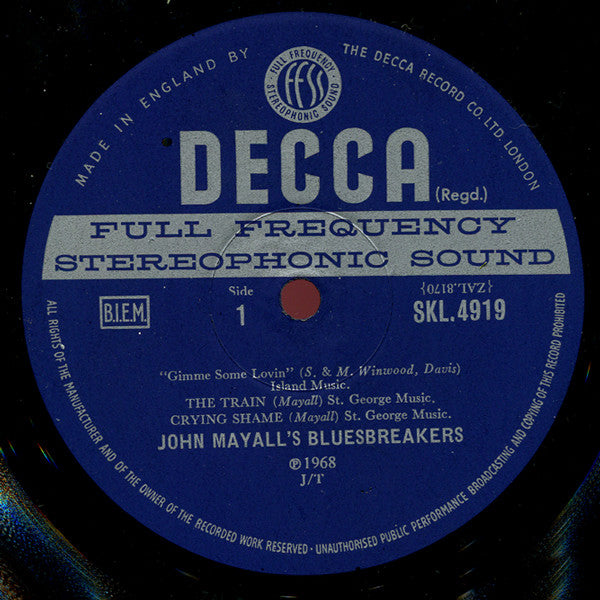 MADE IN ENGLAND BY
THE DECCA RECORD CO. LTD. LONDON
FULL FREQUENCY
ffss
STEREOPHONIC SOUND
DECCA (Regd.)
FULL FREQUENCY
STEREOPHONIC SOUND
B.I.E.M.
Side
1
{ZAL.8170}
SKL.4919
"Gimme Some Lovin" (S. & M. Winwood, Davis)
Island Music.
THE TRAIN (Mayall) St. George Music.
CRYING SHAME (Mayall) St. George Music.
JOHN MAYALL'S BLUESBREAKERS
℗1968
J/T
ALL RIGHTS OF THE MANUFACTURER AND OF THE OWNER OF THE RECORDED WORK RESERVED · UNAUTHORISED PUBLIC PERFORMANCE BROADCASTING AND COPYING OF THIS RECORD PROHIBITED